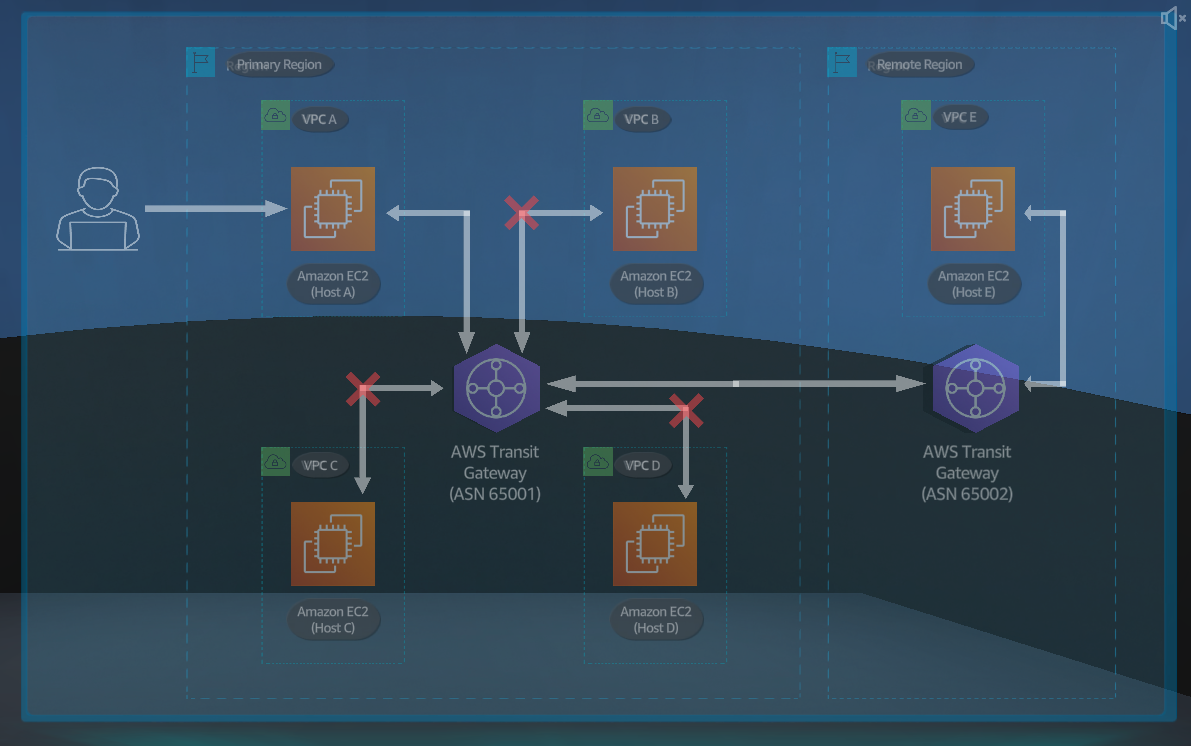 Primary Region
Remote Region
VPC A
VPC B
VPC E
Amazon EC2
(Host A)
Amazon EC2
(Host B)
Amazon EC2
(Host E)
AWS Transit
Gateway
(ASN 65001)
AWS Transit
Gateway
(ASN 65002)
VPC C
VPC D
Amazon EC2
(Host C)
Amazon EC2
(Host D)